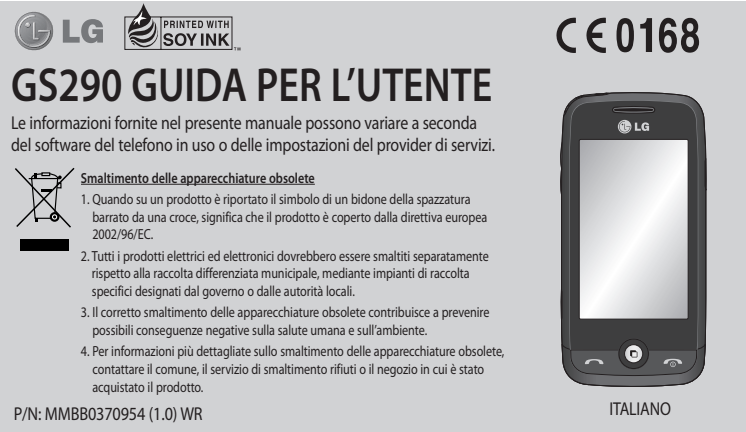 LG
PRINTED WITH
SOY INK
TM
CE0168
GS290 GUIDA PER L'UTENTE
Le informazioni fornite nel presente manuale possono variare a seconda
del software del telefono in uso o delle impostazioni del provider di servizi.
Smaltimento delle apparecchiature obsolete
1. Quando su un prodotto è riportato il simbolo di un bidone della spazzatura
barrato da una croce, significa che il prodotto è coperto dalla direttiva europea
2002/96/EC.
2. Tutti i prodotti elettrici ed elettronici dovrebbero essere smaltiti separatamente
rispetto alla raccolta differenziata municipale, mediante impianti di raccolta
specifici designati dal governo o dalle autorità locali.
3. Il corretto smaltimento delle apparecchiature obsolete contribuisce a prevenire
possibili conseguenze negative sulla salute umana e sull'ambiente.
4. Per informazioni più dettagliate sullo smaltimento delle apparecchiature obsolete,
contattare il comune, il servizio di smaltimento rifiuti o il negozio in cui è stato
acquistato il prodotto.
P/N: MMBB0370954 (1.0) WR
LG
ITALIANO